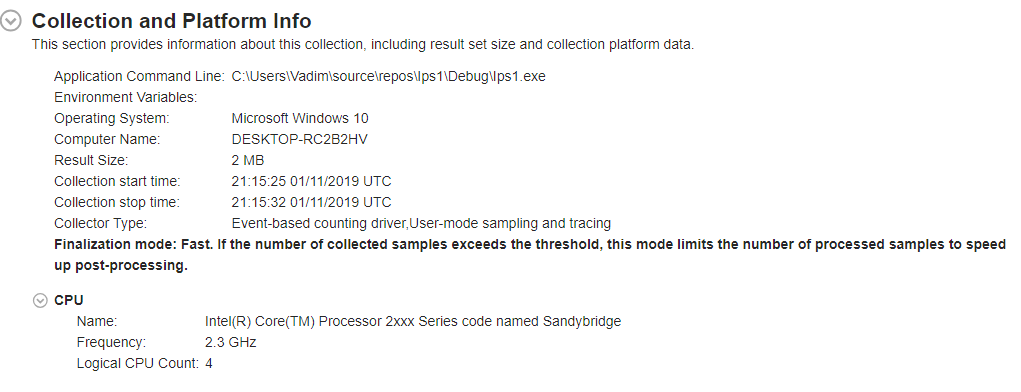 Collection and Platform Info
This section provides information about this collection, including result set size and collection platform data.
Application Command Line: C:\Users\Vadim\source\repos\lps1\Debug\lps1.exe
Environment Variables:
Operating System: Microsoft Windows 10
Computer Name: DESKTOP-RC2B2HV
Result Size: 2 MB
Collection start time: 21:15:25 01/11/2019 UTC
Collection stop time: 21:15:32 01/11/2019 UTC
Collector Type: Event-based counting driver,User-mode sampling and tracing
Finalization mode: Fast. If the number of collected samples exceeds the threshold, this mode limits the number of processed samples to speed
up post-processing.
CPU
Name: Intel(R) Core(TM) Processor 2xxx Series code named Sandybridge
Frequency: 2.3 GHz
Logical CPU Count: 4